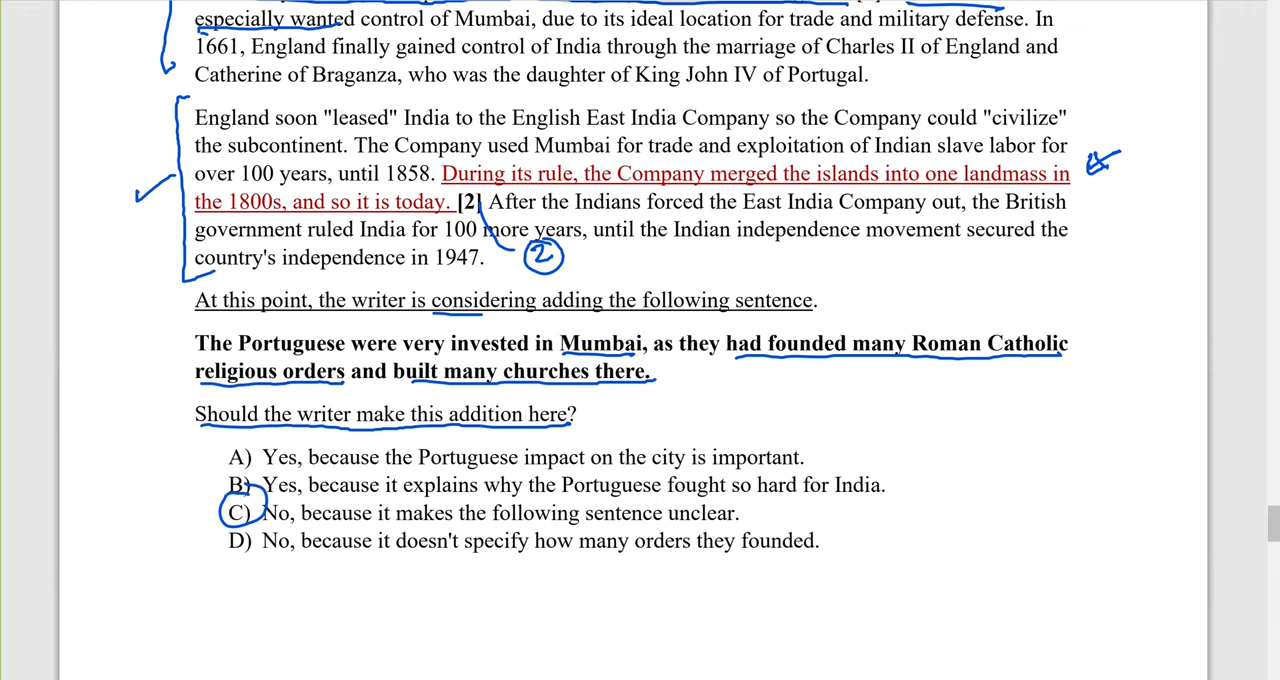 especially wanted control of Mumbai, due to its ideal location for trade and military defense. In
1661, England finally gained control of India through the marriage of Charles II of England and
Catherine of Braganza, who was the daughter of King John IV of Portugal.
England soon "leased" India to the English East India Company so the Company could "civilize"
the subcontinent. The Company used Mumbai for trade and exploitation of Indian slave labor for
over 100 years, until 1858. During its rule, the Company merged the islands into one landmass in
the 1800s, and so it is today. [2] After the Indians forced the East India Company out, the British
government ruled India for 100 more years, until the Indian independence movement secured the
country's independence in 1947.
2
At this point, the writer is considering adding the following sentence.
The Portuguese were very invested in Mumbai, as they had founded many Roman Catholic
religious orders and built many churches there.
Should the writer make this addition here?
A) Yes, because the Portuguese impact on the city is important.
B) Yes, because it explains why the Portuguese fought so hard for India.
C) No, because it makes the following sentence unclear.
D) No, because it doesn't specify how many orders they founded.